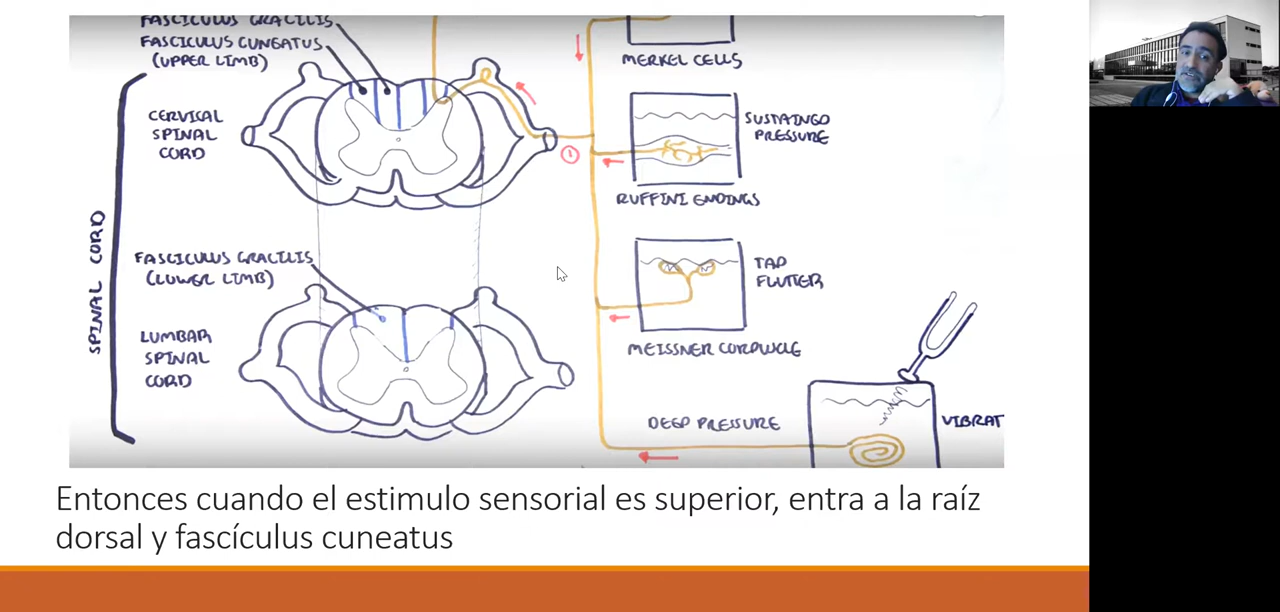 FASCICULUS GRACILIS
FASCICULUS CUNEATUS
(UPPER LIMB)
CERVICAL
SPINAL
CORD
SPINAL CORD
FASCICULUS GRACILIS
(LOWER LIMB)
LUMBAR
SPINAL
CORD
1
MERKEL CELLS
SUSTAINED
PRESSURE
RUFFINI ENDINGS
TAP
FLUTTER
MEISSNER CORPUSCLE
DEEP PRESSURE
VIBRAT
Entonces cuando el estimulo sensorial es superior, entra a la raíz
dorsal y fascículus cuneatus